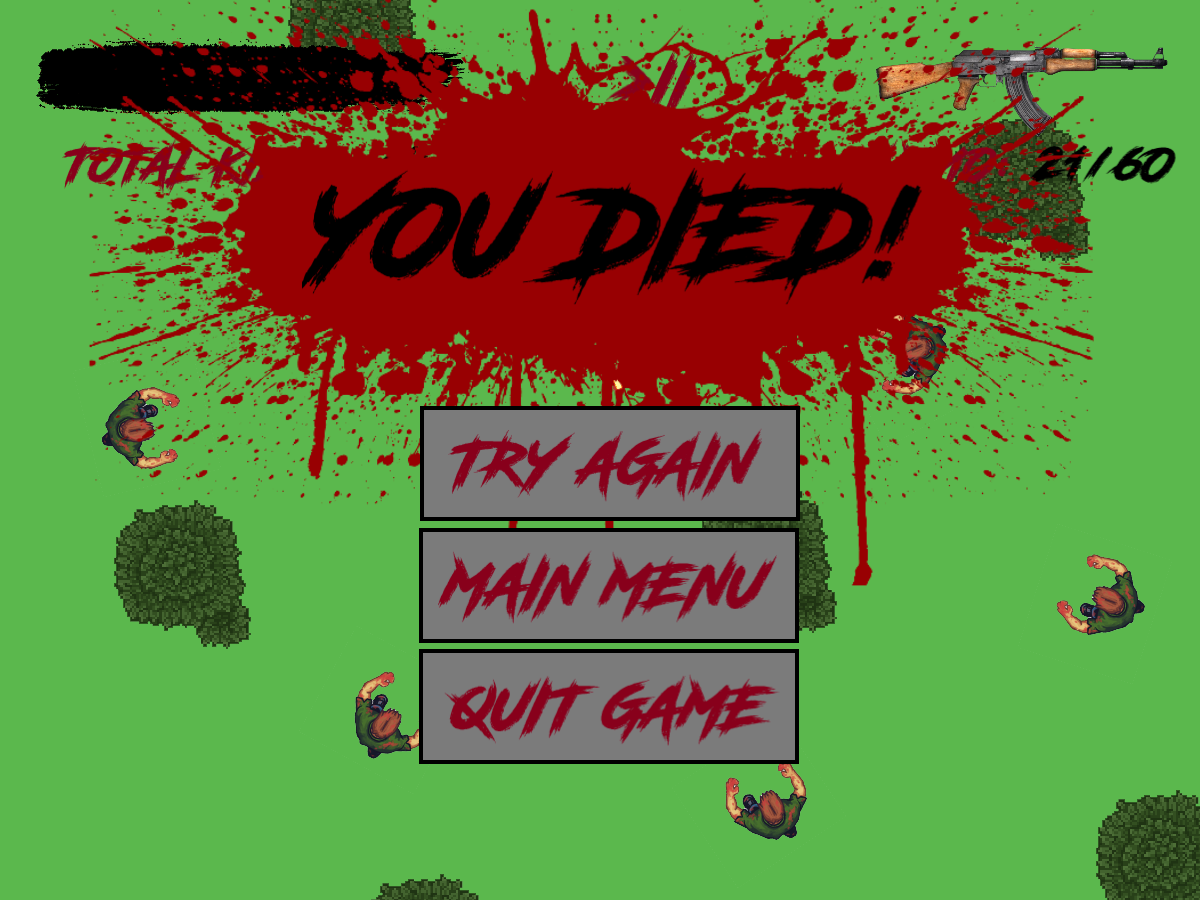 TOTAL KI
21/60
YOU DIED!
TRY AGAIN
MAIN MENU
QUIT GAME